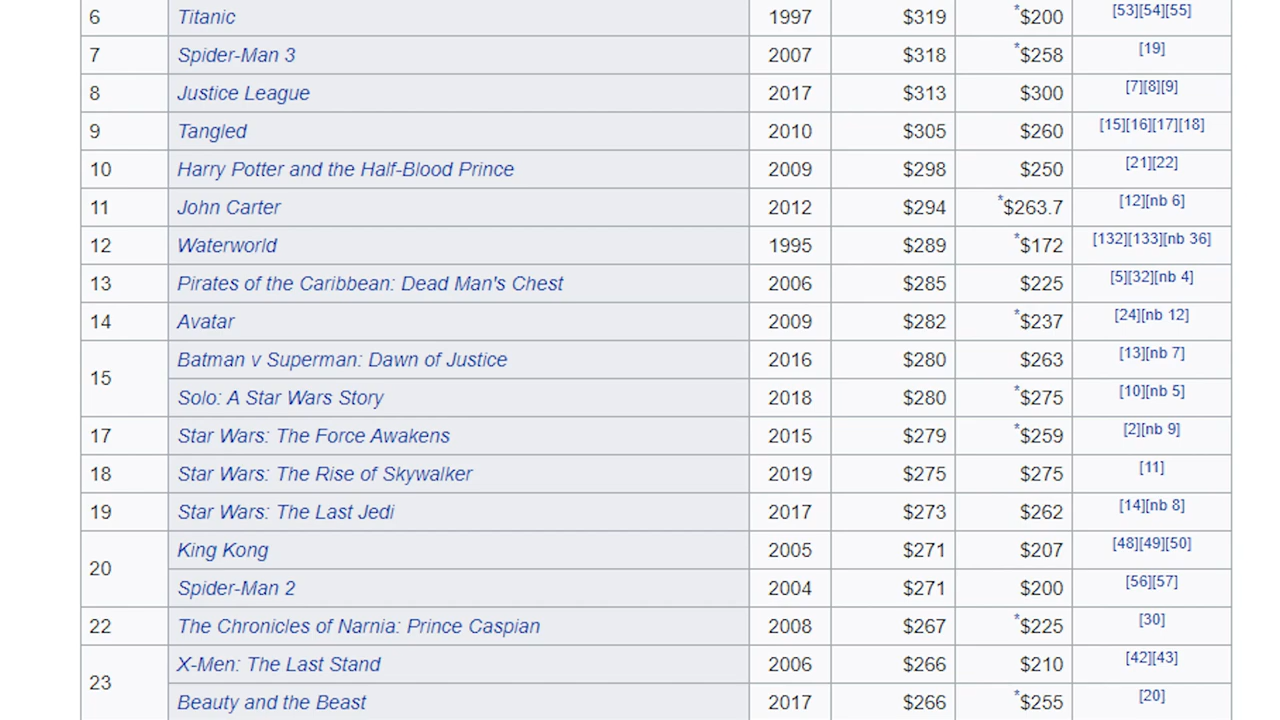 6 Titanic 1997 $319 *$200 [53][54][55]
7 Spider-Man 3 2007 $318 *$258 [19]
8 Justice League 2017 $313 $300 [7][8][9]
9 Tangled 2010 $305 $260 [15][16][17][18]
10 Harry Potter and the Half-Blood Prince 2009 $298 $250 [21][22]
11 John Carter 2012 $294 *$263.7 [12][nb 6]
12 Waterworld 1995 $289 *$172 [132][133][nb 36]
13 Pirates of the Caribbean: Dead Man's Chest 2006 $285 $225 [5][32][nb 4]
14 Avatar 2009 $282 *$237 [24][nb 12]
15 Batman v Superman: Dawn of Justice 2016 $280 $263 [13][nb 7]
Solo: A Star Wars Story 2018 $280 *$275 [10][nb 5]
17 Star Wars: The Force Awakens 2015 $279 *$259 [2][nb 9]
18 Star Wars: The Rise of Skywalker 2019 $275 $275 [11]
19 Star Wars: The Last Jedi 2017 $273 $262 [14][nb 8]
20 King Kong 2005 $271 $207 [48][49][50]
Spider-Man 2 2004 $271 $200 [56][57]
22 The Chronicles of Narnia: Prince Caspian 2008 $267 *$225 [30]
23 X-Men: The Last Stand 2006 $266 $210 [42][43]
Beauty and the Beast 2017 $266 *$255 [20]